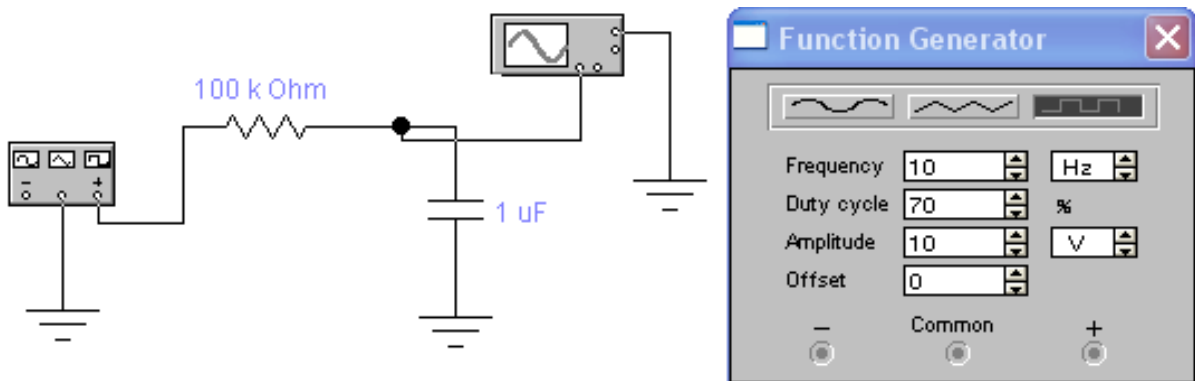 100 k Ohm
- +
1 uF
Function Generator
Frequency 10 Hz
Duty cycle 70 %
Amplitude 10 V
Offset 0
- Common +